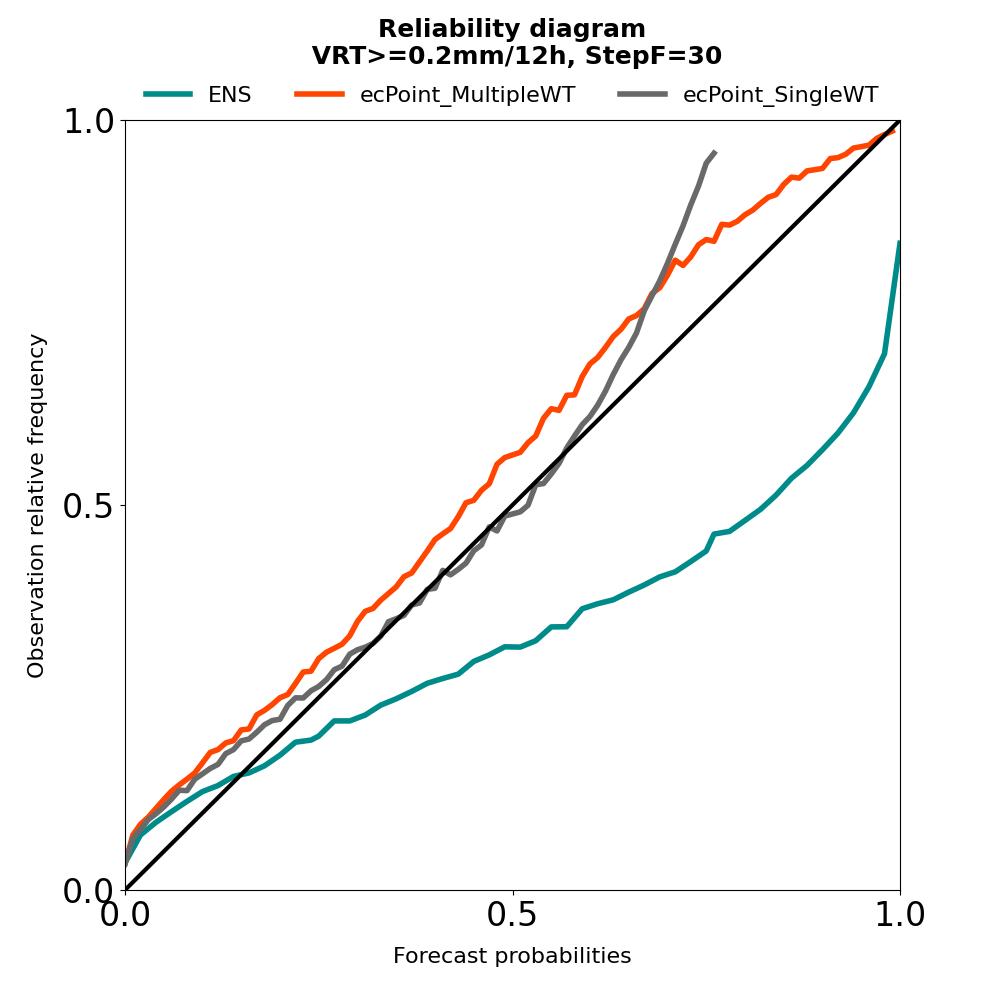 Reliability diagram
VRT>=0.2mm/12h, StepF=30
ENS ecPoint_MultipleWT ecPoint_SingleWT
1.0
0.5
0.0
0.0 0.5 1.0
Observation relative frequency
Forecast probabilities